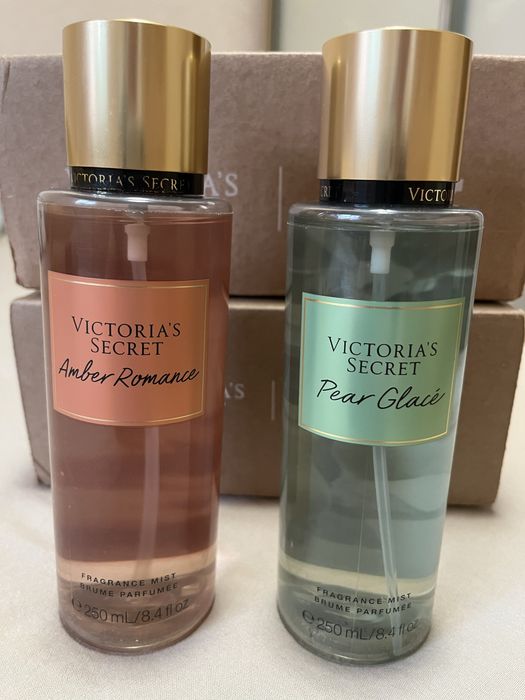 VICTORIA'S SECRET
VICTORIA'S
SECRET
Amber Romance
FRAGRANCE MIST
BRUME PARFUMÉE
℮ 250 mL/8.4 fl oz
VICTO
VICTORIA'S
SECRET
Pear Glacé
FRAGRANCE MIST
BRUME PARFUMÉE
℮ 250 mL/8.4 fl oz